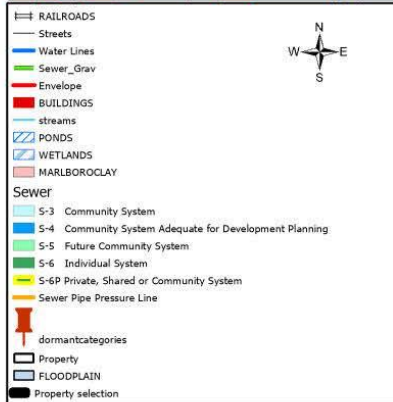 RAILROADS
Streets
Water Lines
Sewer_Grav
Envelope
BUILDINGS
streams
PONDS
WETLANDS
MARLBOROCLAY
Sewer
S-3 Community System
S-4 Community System Adequate for Development Planning
S-5 Future Community System
S-6 Individual System
S-6P Private, Shared or Community System
Sewer Pipe Pressure Line
dormantcategories
Property
FLOODPLAIN
Property selection
N
W E
S